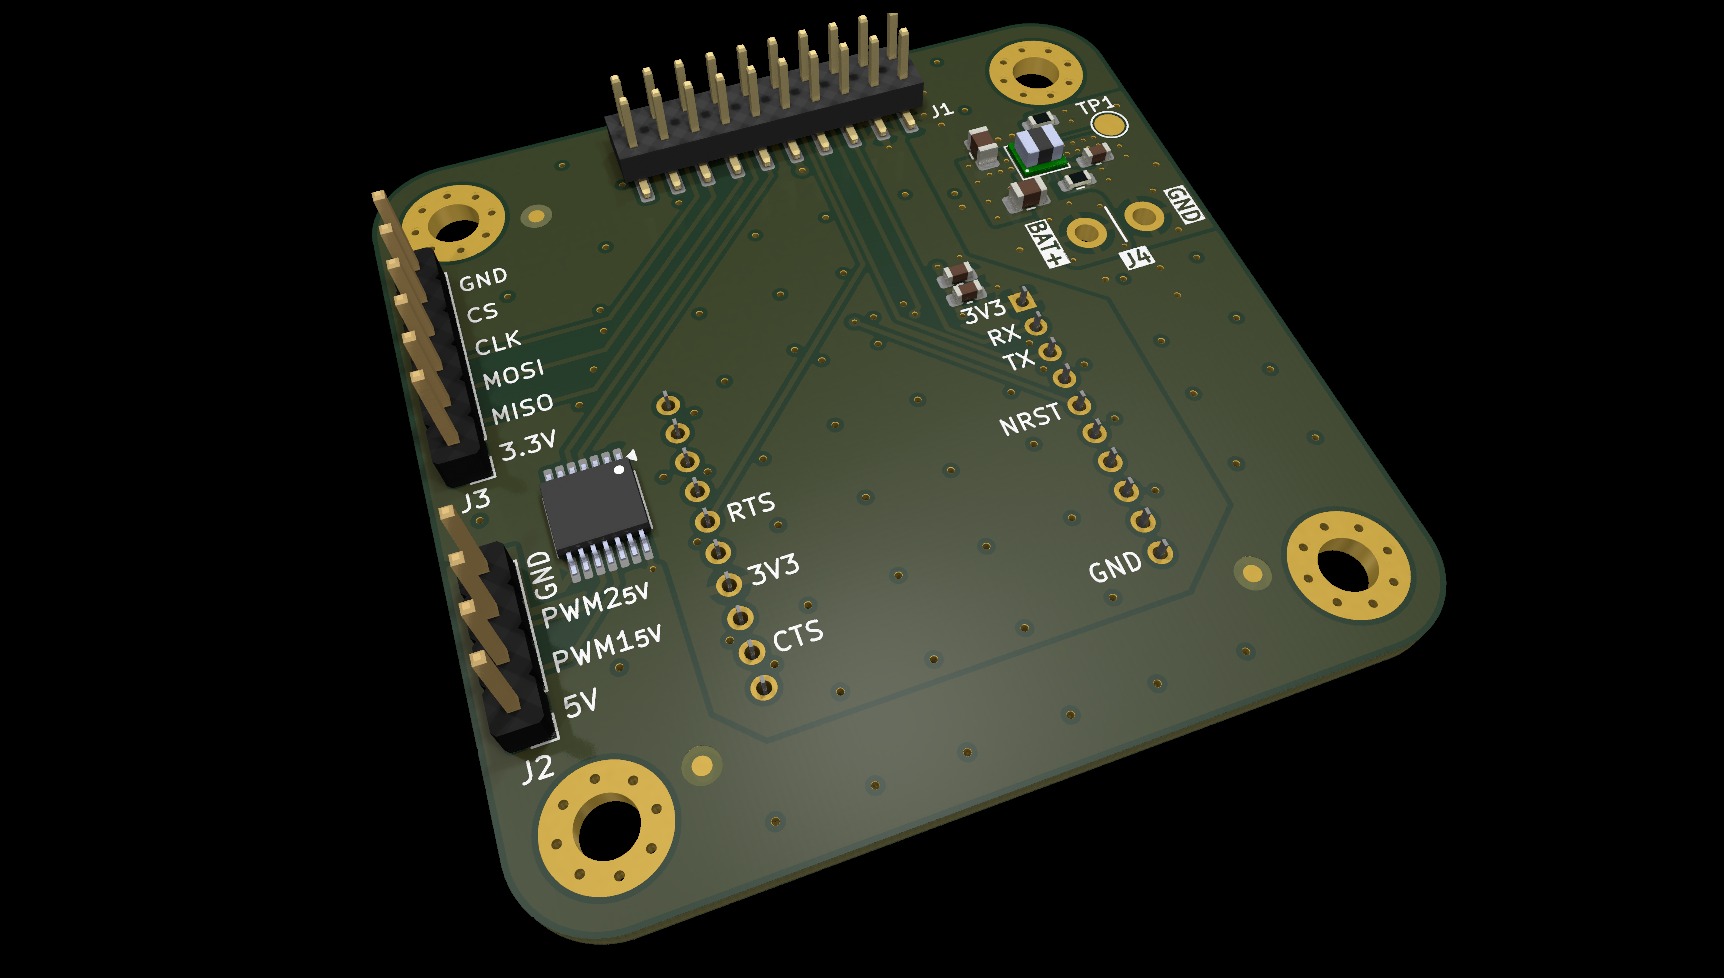 J1
TP1
GND
BAT+
J4
GND
CS
CLK
MOSI
MISO
3.3V
J3
3V3
RX
TX
NRST
GND
RTS
3V3
CTS
GND
PWM25V
PWM15V
5V
J2